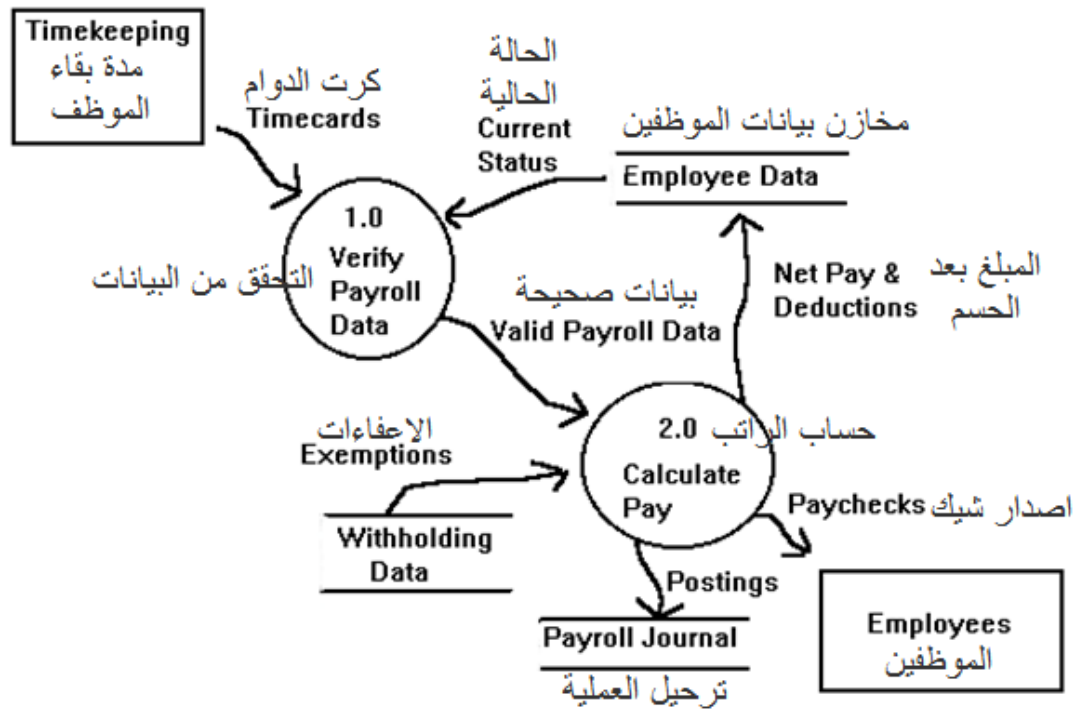 Timekeeping
مدة بقاء
الموظف
كرت الدوام
Timecards
الحالة
الحالية
Current
Status
مخازن بيانات الموظفين
Employee Data
1.0
Verify
Payroll
Data
التحقق من البيانات
بيانات صحيحة
Valid Payroll Data
Net Pay &
Deductions
المبلغ بعد
الحسم
2.0
Calculate
Pay
حساب الراتب
الاعفاءات
Exemptions
Withholding
Data
Paychecks
اصدار شيك
Postings
Payroll Journal
ترحيل العملية
Employees
الموظفين